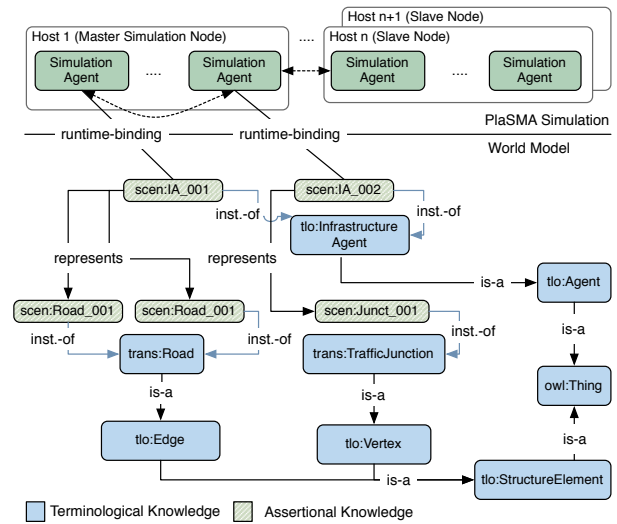 Host n+1 (Slave Node)
Host 1 (Master Simulation Node)
....
Host n (Slave Node)
Simulation
Agent
....
Simulation
Agent
Simulation
Agent
....
Simulation
Agent
PlaSMA Simulation
runtime-binding
runtime-binding
World Model
scen:IA_001
scen:IA_002
inst.-of
inst.-of
tlo:Infrastructure
Agent
represents
represents
is-a
tlo:Agent
scen:Road_001
scen:Road_001
scen:Junct_001
is-a
inst.-of
inst.-of
inst.-of
trans:Road
trans:TrafficJunction
owl:Thing
is-a
is-a
is-a
tlo:Edge
tlo:Vertex
is-a
tlo:StructureElement
Terminological Knowledge
Assertional Knowledge